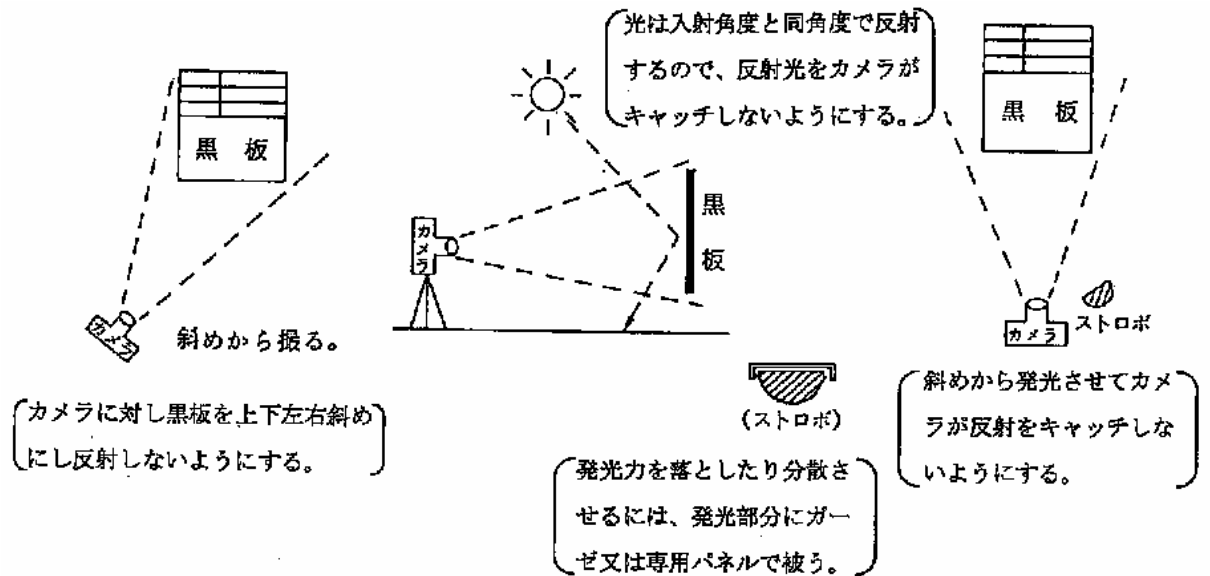 黒板
カメラ
斜めから撮る。
カメラに対し黒板を上下左右斜め
にし反射しないようにする。
光は入射角度と同角度で反射
するので、反射光をカメラが
キャッチしないようにする。
カメラ
黒板
(ストロボ)
発光力を落としたり分散さ
せるには、発光部分にガー
ゼ又は専用パネルで被う。
黒板
カメラ
ストロボ
斜めから発光させてカメ
ラが反射をキャッチしな
いようにする。